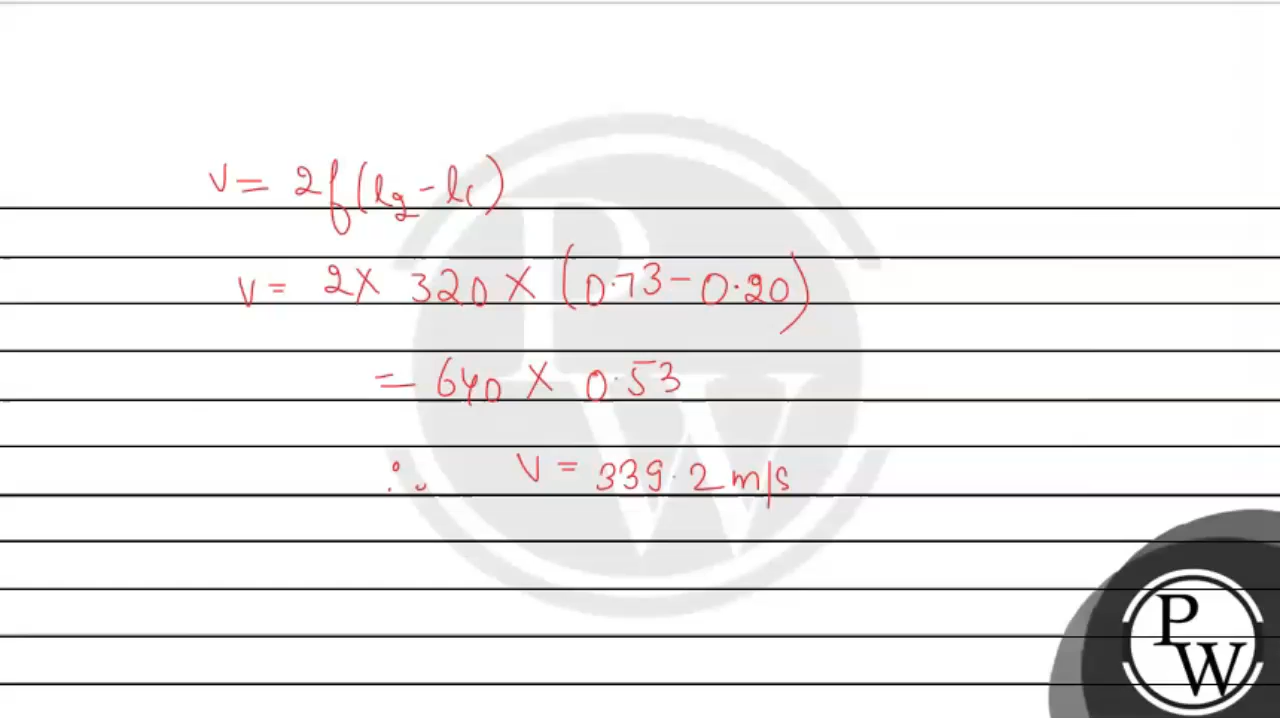 V = 2f(l₂ - l₁)
V = 2 × 320 × (0.73 - 0.20)
= 640 × 0.53
∴ V = 339.2 m/s
P
W
PW